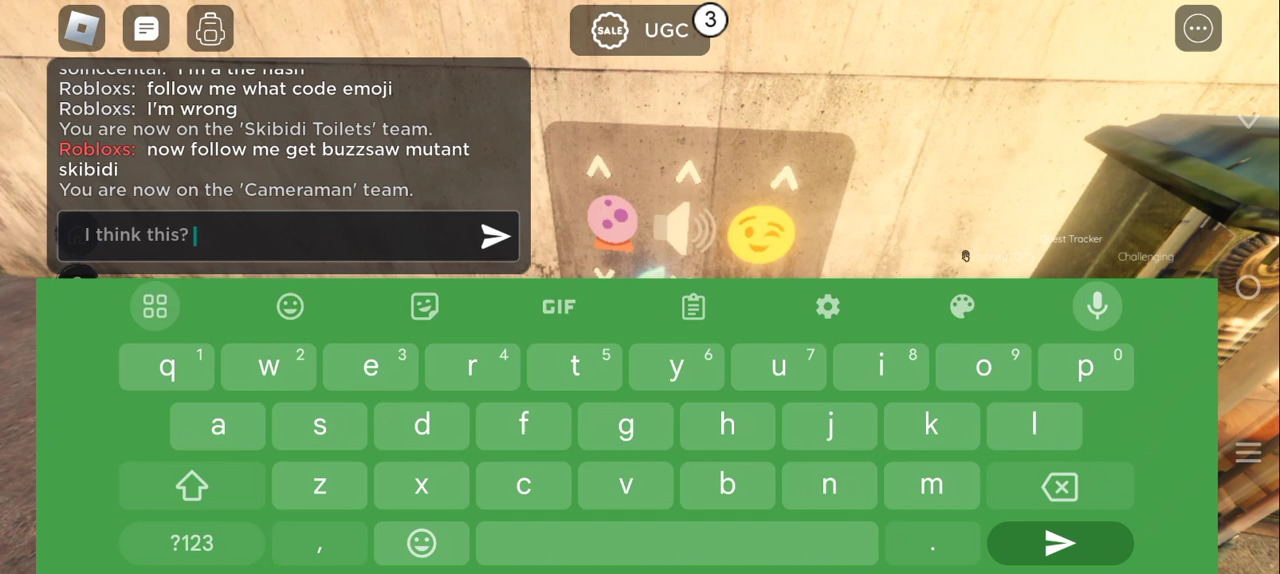 SALE UGC 3
Robloxs: follow me what code emoji
Robloxs: I'm wrong
You are now on the 'Skibidi Toilets' team.
Robloxs: now follow me get buzzsaw mutant
skibidi
You are now on the 'Cameraman' team.
I think this?
Quest Tracker
Challenging
GIF
q 1 w 2 e 3 r 4 t 5 y 6 u 7 i 8 o 9 p 0
a s d f g h j k l
z x c v b n m
?123 , .